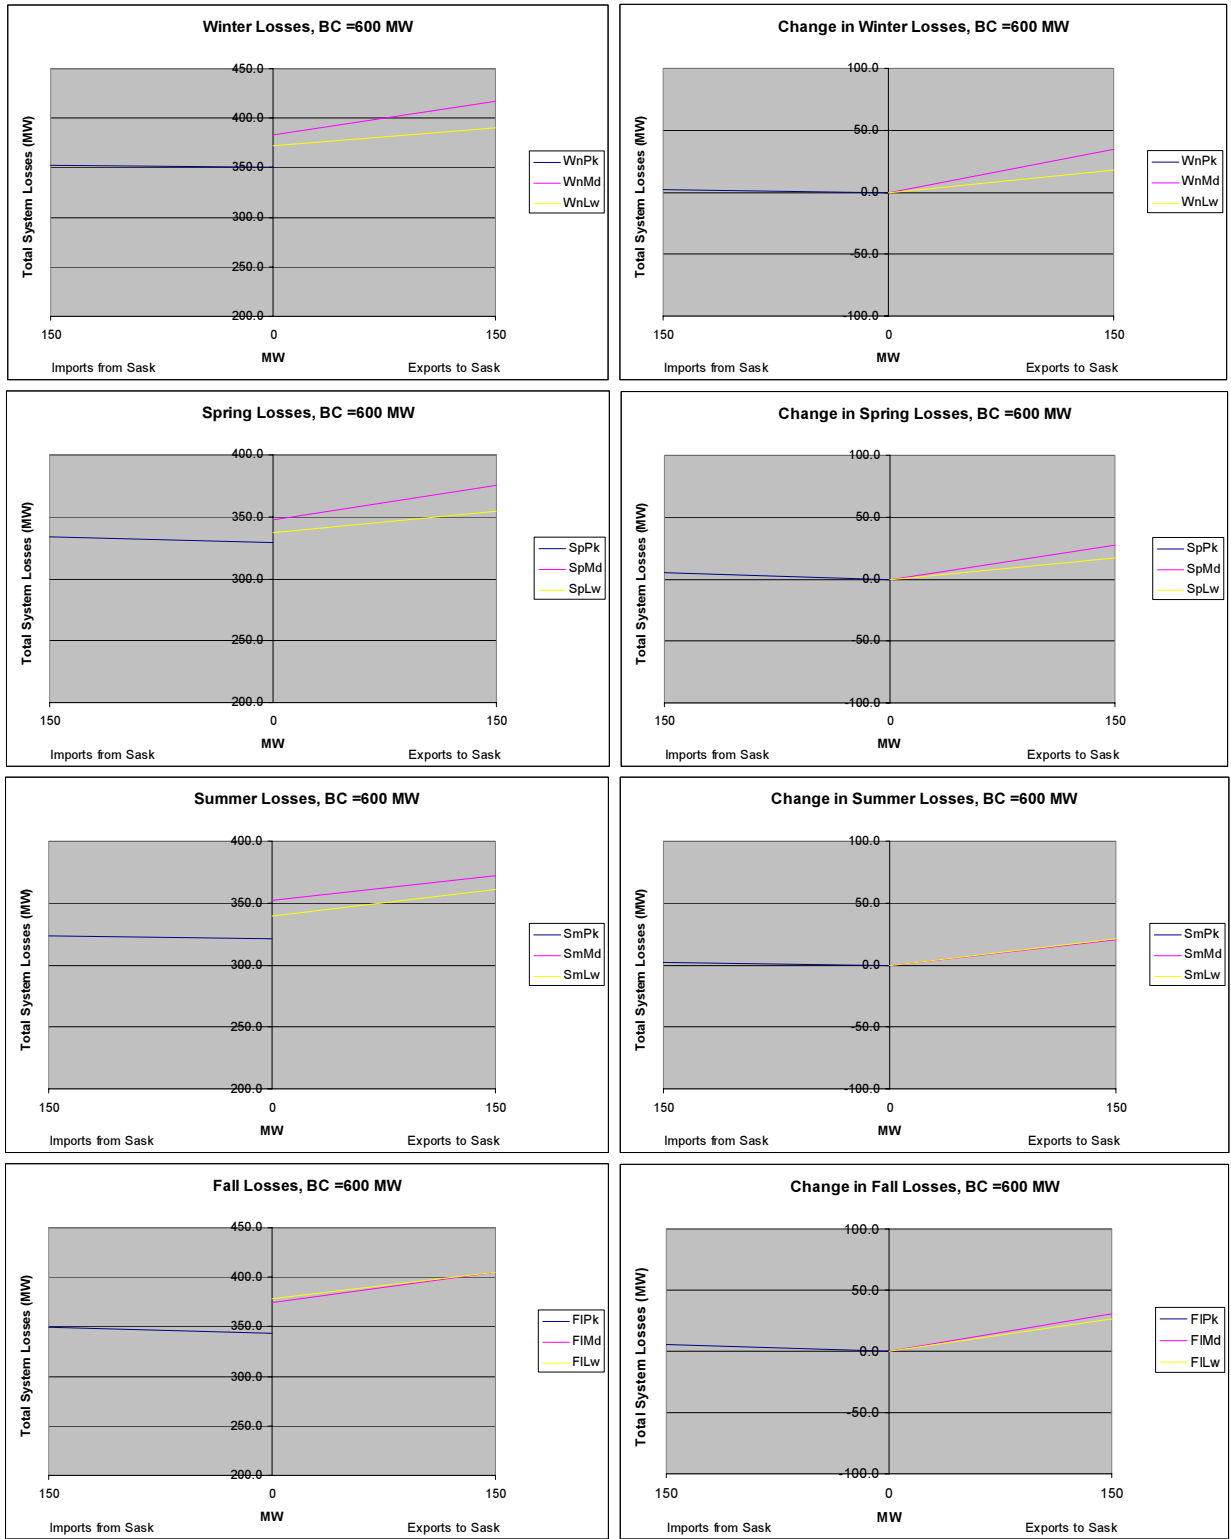 Winter Losses, BC =600 MW
Total System Losses (MW)
450.0
400.0
350.0
300.0
250.0
200.0
150
0
150
MW
Imports from Sask
Exports to Sask
WnPk
WnMd
WnLw
Change in Winter Losses, BC =600 MW
Total System Losses (MW)
100.0
50.0
0.0
-50.0
-100.0
150
0
150
MW
Imports from Sask
Exports to Sask
WnPk
WnMd
WnLw
Spring Losses, BC =600 MW
Total System Losses (MW)
400.0
350.0
300.0
250.0
200.0
150
0
150
MW
Imports from Sask
Exports to Sask
SpPk
SpMd
SpLw
Change in Spring Losses, BC =600 MW
Total System Losses (MW)
100.0
50.0
0.0
-50.0
-100.0
150
0
150
MW
Imports from Sask
Exports to Sask
SpPk
SpMd
SpLw
Summer Losses, BC =600 MW
Total System Losses (MW)
400.0
350.0
300.0
250.0
200.0
150
0
150
MW
Imports from Sask
Exports to Sask
SmPk
SmMd
SmLw
Change in Summer Losses, BC =600 MW
Total System Losses (MW)
100.0
50.0
0.0
-50.0
-100.0
150
0
150
MW
Imports from Sask
Exports to Sask
SmPk
SmMd
SmLw
Fall Losses, BC =600 MW
Total System Losses (MW)
450.0
400.0
350.0
300.0
250.0
200.0
150
0
150
MW
Imports from Sask
Exports to Sask
FlPk
FlMd
FlLw
Change in Fall Losses, BC =600 MW
Total System Losses (MW)
100.0
50.0
0.0
-50.0
-100.0
150
0
150
MW
Imports from Sask
Exports to Sask
FlPk
FlMd
FlLw